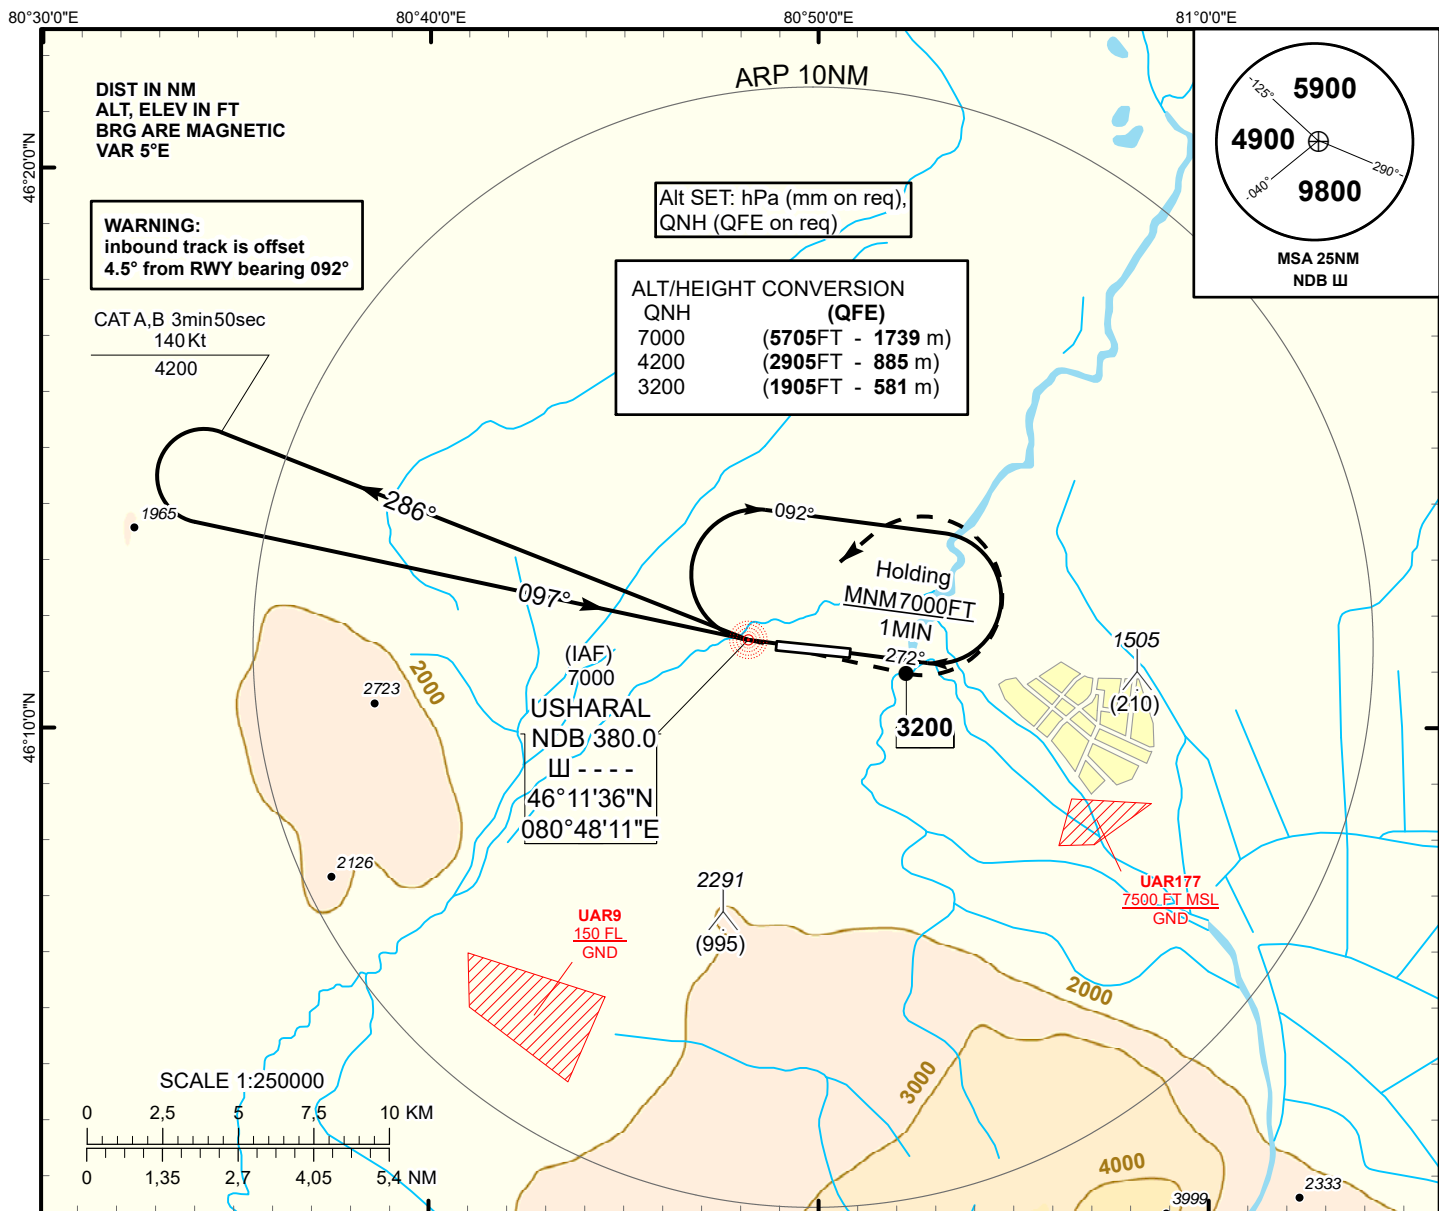 80°30'0"E
80°40'0"E
80°50'0"E
81°0'0"E
46°20'0"N
46°10'0"N
DIST IN NM
ALT, ELEV IN FT
BRG ARE MAGNETIC
VAR 5°E
WARNING:
inbound track is offset
4.5° from RWY bearing 092°
CAT A,B 3min50sec
140Kt
4200
ARP 10NM
Alt SET: hPa (mm on req),
QNH (QFE on req)
ALT/HEIGHT CONVERSION
QNH (QFE)
7000 (5705FT - 1739 m)
4200 (2905FT - 885 m)
3200 (1905FT - 581 m)
-125°
5900
4900
290°-
-040°
9800
MSA 25NM
NDB Ш
286°
097°
1965
092°
Holding
MNM7000FT
1MIN
272°
3200
(IAF)
7000
USHARAL
NDB 380.0
Ш - - - -
46°11'36"N
080°48'11"E
1505
(210)
2000
2723
2126
2291
(995)
UAR9
150 FL
GND
UAR177
7500 FT MSL
GND
2000
3000
4000
3999
2333
SCALE 1:250000
0 2,5 5 7,5 10 KM
0 1,35 2,7 4,05 5,4 NM